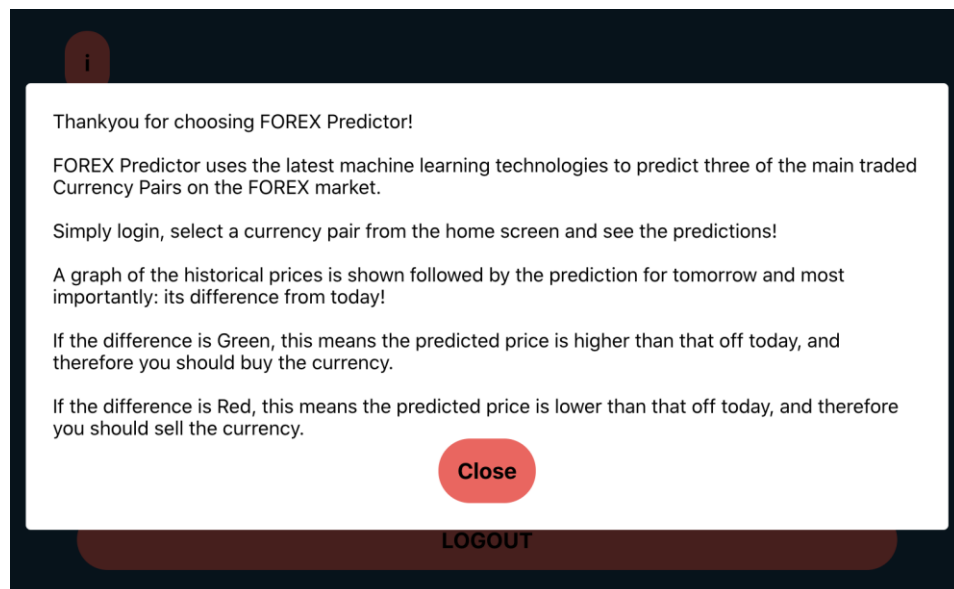 i
Thankyou for choosing FOREX Predictor!
FOREX Predictor uses the latest machine learning technologies to predict three of the main traded
Currency Pairs on the FOREX market.
Simply login, select a currency pair from the home screen and see the predictions!
A graph of the historical prices is shown followed by the prediction for tomorrow and most
importantly: its difference from today!
If the difference is Green, this means the predicted price is higher than that off today, and
therefore you should buy the currency.
If the difference is Red, this means the predicted price is lower than that off today, and therefore
you should sell the currency.
Close
LOGOUT